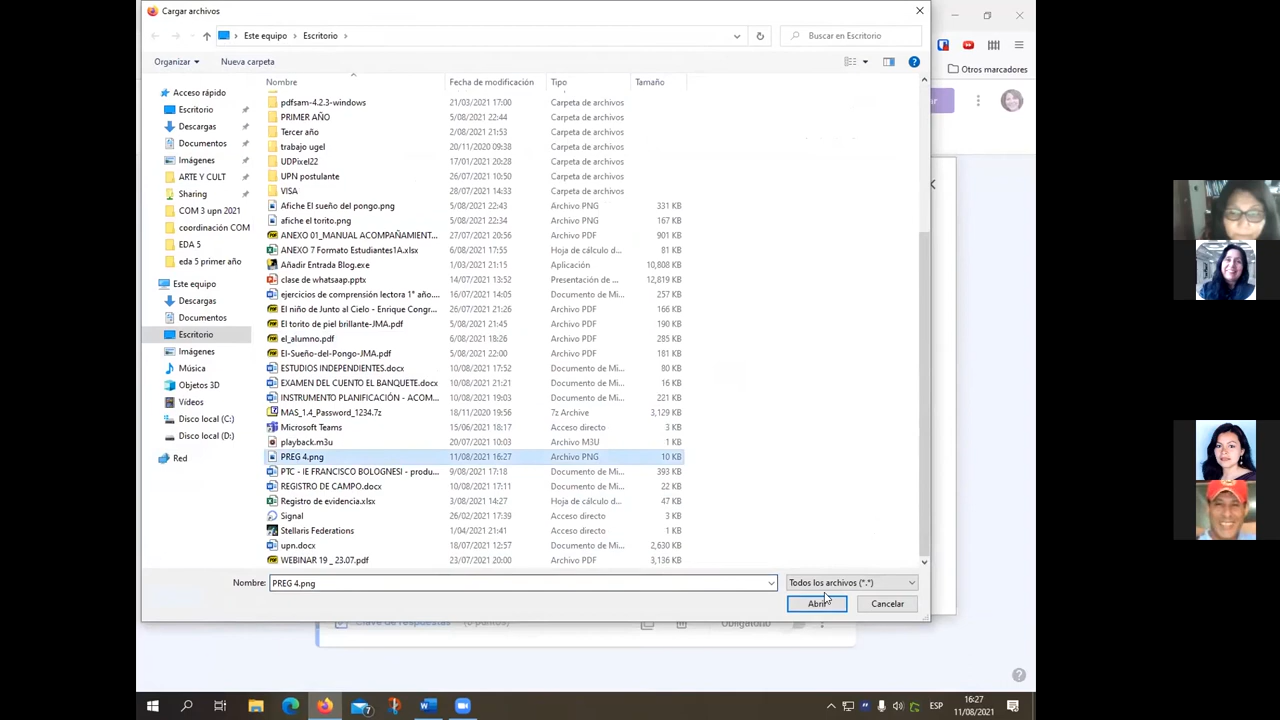 Cargar archivos
Este equipo
Escritorio
Buscar en Escritorio
Organizar
Nueva carpeta
Otros marcadores
Nombre
Fecha de modificación
Tipo
Tamaño
Acceso rápido
Escritorio
Descargas
Documentos
Imágenes
ARTE Y CULT
Sharing
COM 3 upn 2021
coordinación COM
EDA 5
eda 5 primer año
Este equipo
Descargas
Documentos
Escritorio
Imágenes
Música
Objetos 3D
Vídeos
Disco local (C:)
Disco local (D:)
Red
pdfsam-4.2.3-windows 21/03/2021 17:00 Carpeta de archivos
PRIMER AÑO 5/08/2021 22:44 Carpeta de archivos
Tercer año 2/08/2021 21:53 Carpeta de archivos
trabajo ugel 20/11/2020 09:38 Carpeta de archivos
UDPixel22 17/01/2021 20:28 Carpeta de archivos
UPN postulante 26/07/2021 10:50 Carpeta de archivos
VISA 28/07/2021 14:33 Carpeta de archivos
Afiche El sueño del pongo.png 5/08/2021 22:43 Archivo PNG 331 KB
afiche el torito.png 5/08/2021 22:34 Archivo PNG 167 KB
ANEXO 01_MANUAL ACOMPAÑAMIENT... 27/07/2021 20:56 Archivo PDF 901 KB
ANEXO 7 Formato Estudiantes1A.xlsx 6/08/2021 17:55 Hoja de cálculo d... 81 KB
Añadir Entrada Blog.exe 1/03/2021 21:15 Aplicación 10,808 KB
clase de whatsaap.pptx 14/07/2021 13:52 Presentación de ... 12,819 KB
ejercicios de comprensión lectora 1° año.... 16/07/2021 14:05 Documento de Mi... 257 KB
El niño de Junto al Cielo - Enrique Congr... 26/07/2021 21:26 Archivo PDF 166 KB
El torito de piel brillante-JMA.pdf 5/08/2021 21:45 Archivo PDF 190 KB
el_alumno.pdf 6/08/2021 18:26 Archivo PDF 285 KB
El-Sueño-del-Pongo-JMA.pdf 5/08/2021 22:00 Archivo PDF 181 KB
ESTUDIOS INDEPENDIENTES.docx 10/08/2021 17:52 Documento de Mi... 80 KB
EXAMEN DEL CUENTO EL BANQUETE.docx 10/08/2021 21:21 Documento de Mi... 16 KB
INSTRUMENTO PLANIFICACIÓN - ACOM... 10/08/2021 19:03 Documento de Mi... 221 KB
MAS_1.4_Password_1234.7z 18/11/2020 19:56 7z Archive 3,129 KB
Microsoft Teams 15/06/2021 18:17 Acceso directo 3 KB
playback.m3u 20/07/2021 10:03 Archivo M3U 1 KB
PREG 4.png 11/08/2021 16:27 Archivo PNG 10 KB
PTC - IE FRANCISCO BOLOGNESI - produ... 9/08/2021 17:18 Documento de Mi... 393 KB
REGISTRO DE CAMPO.docx 10/08/2021 17:11 Documento de Mi... 22 KB
Registro de evidencia.xlsx 3/08/2021 14:27 Hoja de cálculo d... 47 KB
Signal 26/02/2021 17:39 Acceso directo 3 KB
Stellaris Federations 1/04/2021 21:41 Acceso directo 1 KB
upn.docx 18/07/2021 12:57 Documento de Mi... 2,630 KB
WEBINAR 19 _ 23.07.pdf 23/07/2021 20:00 Archivo PDF 3,136 KB
Nombre: PREG 4.png
Todos los archivos (*.*)
Abrir
Cancelar
Clave de respuestas
Obligatorio
ESP
16:27
11/08/2021